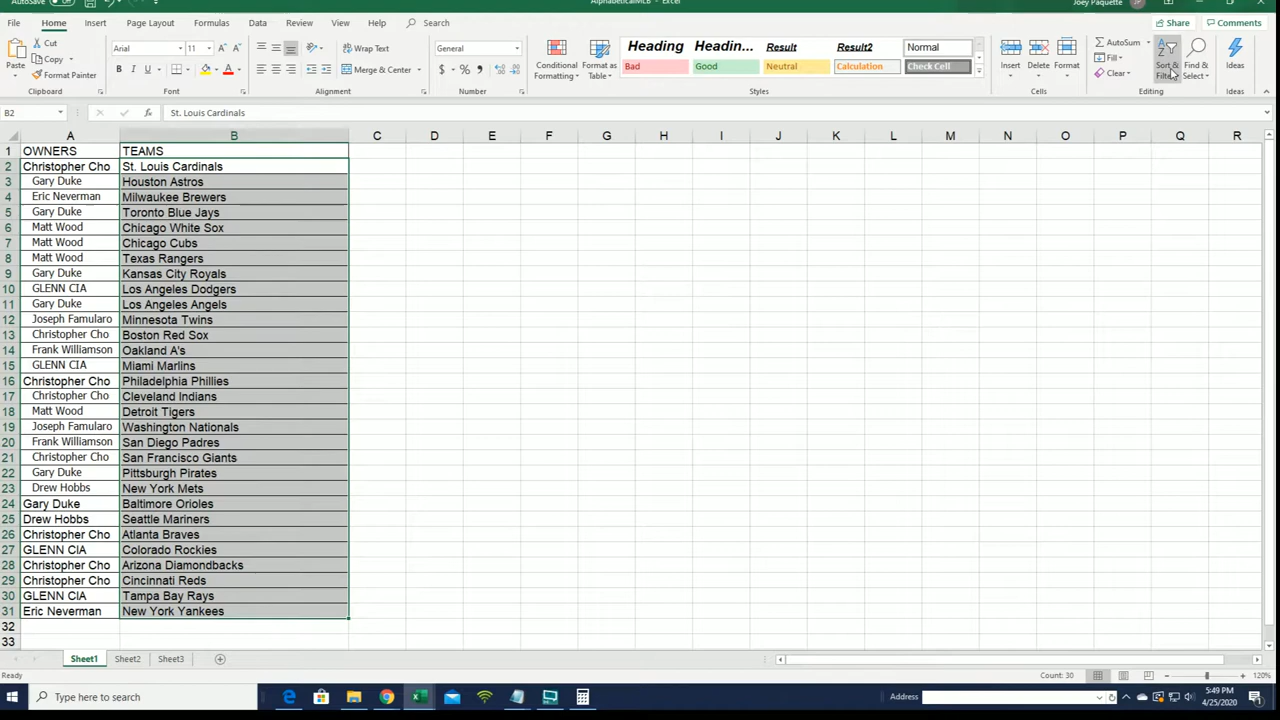 AlphabeticalMLB - Excel
Joey Paquette
JP
File Home Insert Page Layout Formulas Data Review View Help Search
Share Comments
Paste
Cut
Copy
Format Painter
Arial 11
Wrap Text
Merge & Center
General
Conditional Formatting
Format as Table
Heading Headin... Result Result2 Normal
Bad Good Neutral Calculation Check Cell
Insert Delete Format
AutoSum
Fill
Clear
Sort & Filter
Find & Select
Ideas
Clipboard Font Alignment Number Styles Cells Editing Ideas
B2 St. Louis Cardinals
A B C D E F G H I J K L M N O P Q R
1 OWNERS TEAMS
2 Christopher Cho St. Louis Cardinals
3 Gary Duke Houston Astros
4 Eric Neverman Milwaukee Brewers
5 Gary Duke Toronto Blue Jays
6 Matt Wood Chicago White Sox
7 Matt Wood Chicago Cubs
8 Matt Wood Texas Rangers
9 Gary Duke Kansas City Royals
10 GLENN CIA Los Angeles Dodgers
11 Gary Duke Los Angeles Angels
12 Joseph Famularo Minnesota Twins
13 Christopher Cho Boston Red Sox
14 Frank Williamson Oakland A's
15 GLENN CIA Miami Marlins
16 Christopher Cho Philadelphia Phillies
17 Christopher Cho Cleveland Indians
18 Matt Wood Detroit Tigers
19 Joseph Famularo Washington Nationals
20 Frank Williamson San Diego Padres
21 Christopher Cho San Francisco Giants
22 Gary Duke Pittsburgh Pirates
23 Drew Hobbs New York Mets
24 Gary Duke Baltimore Orioles
25 Drew Hobbs Seattle Mariners
26 Christopher Cho Atlanta Braves
27 GLENN CIA Colorado Rockies
28 Christopher Cho Arizona Diamondbacks
29 Christopher Cho Cincinnati Reds
30 GLENN CIA Tampa Bay Rays
31 Eric Neverman New York Yankees
32
33
Sheet1 Sheet2 Sheet3
Ready Count: 30 120%
Type here to search
Address
5:49 PM
4/25/2020